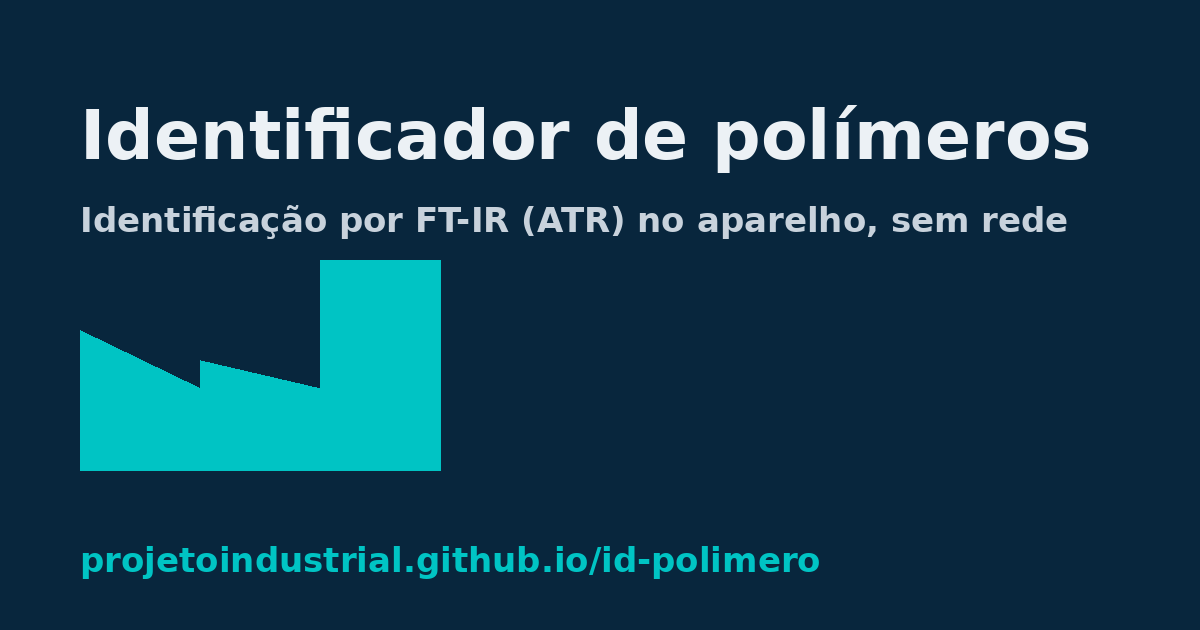 Identificador de polímeros
Identificação por FT-IR (ATR) no aparelho, sem rede
projetoindustrial.github.io/id-polimero